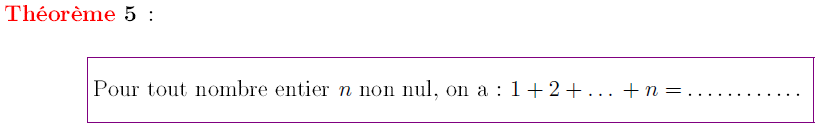 Théorème 5 :
Pour tout nombre entier n non nul, on a : 1 + 2 + ... + n = ............